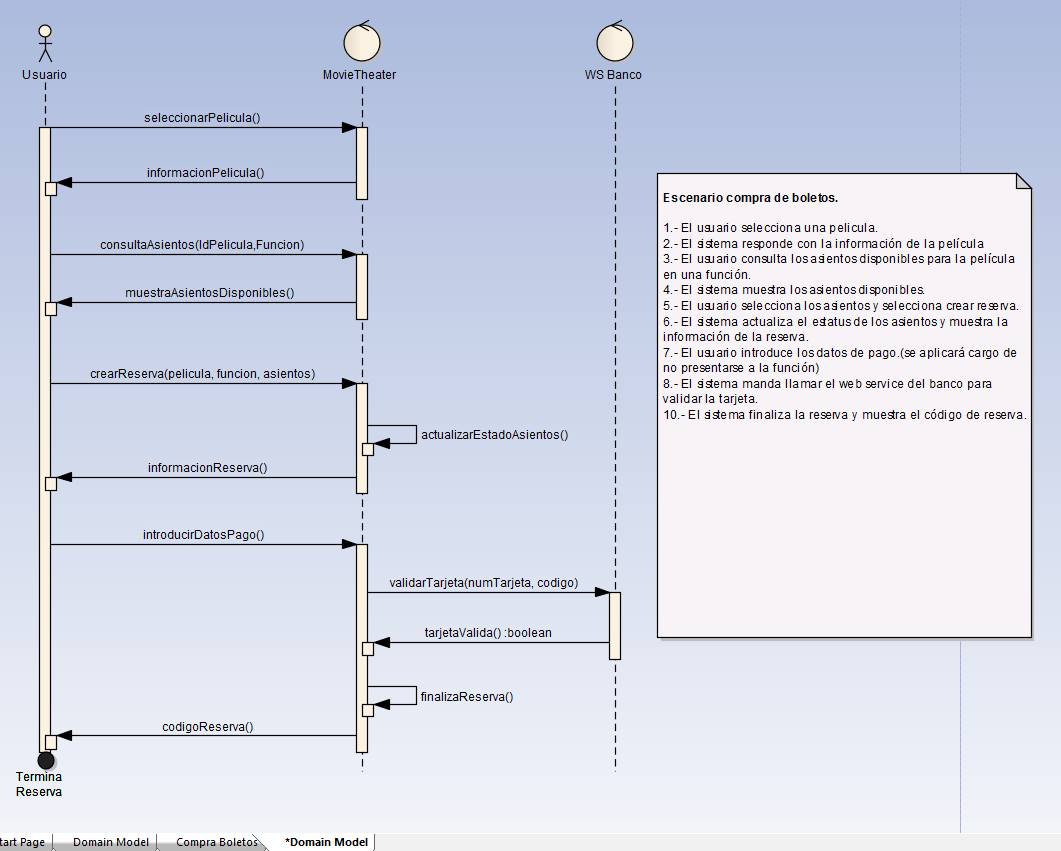 Usuario
MovieTheater
WS Banco
seleccionarPelicula()
informacionPelicula()
consultaAsientos(IdPelicula,Funcion)
muestraAsientosDisponibles()
crearReserva(pelicula, funcion, asientos)
actualizarEstadoAsientos()
informacionReserva()
introducirDatosPago()
validarTarjeta(numTarjeta, codigo)
tarjetaValida() :boolean
finalizaReserva()
codigoReserva()
Termina
Reserva
Escenario compra de boletos.
1.- El usuario selecciona una pelicula.
2.- El sistema responde con la información de la película
3.- El usuario consulta los asientos disponibles para la película
en una función.
4.- El sistema muestra los asientos disponibles.
5.- El usuario selecciona los asientos y selecciona crear reserva.
6.- El sistema actualiza el estatus de los asientos y muestra la
información de la reserva.
7.- El usuario introduce los datos de pago.(se aplicará cargo de
no presentarse a la función)
8.- El sistema manda llamar el web service del banco para
validar la tarjeta.
10.- El sistema finaliza la reserva y muestra el código de reserva.
tart Page
Domain Model
Compra Boletos
*Domain Model